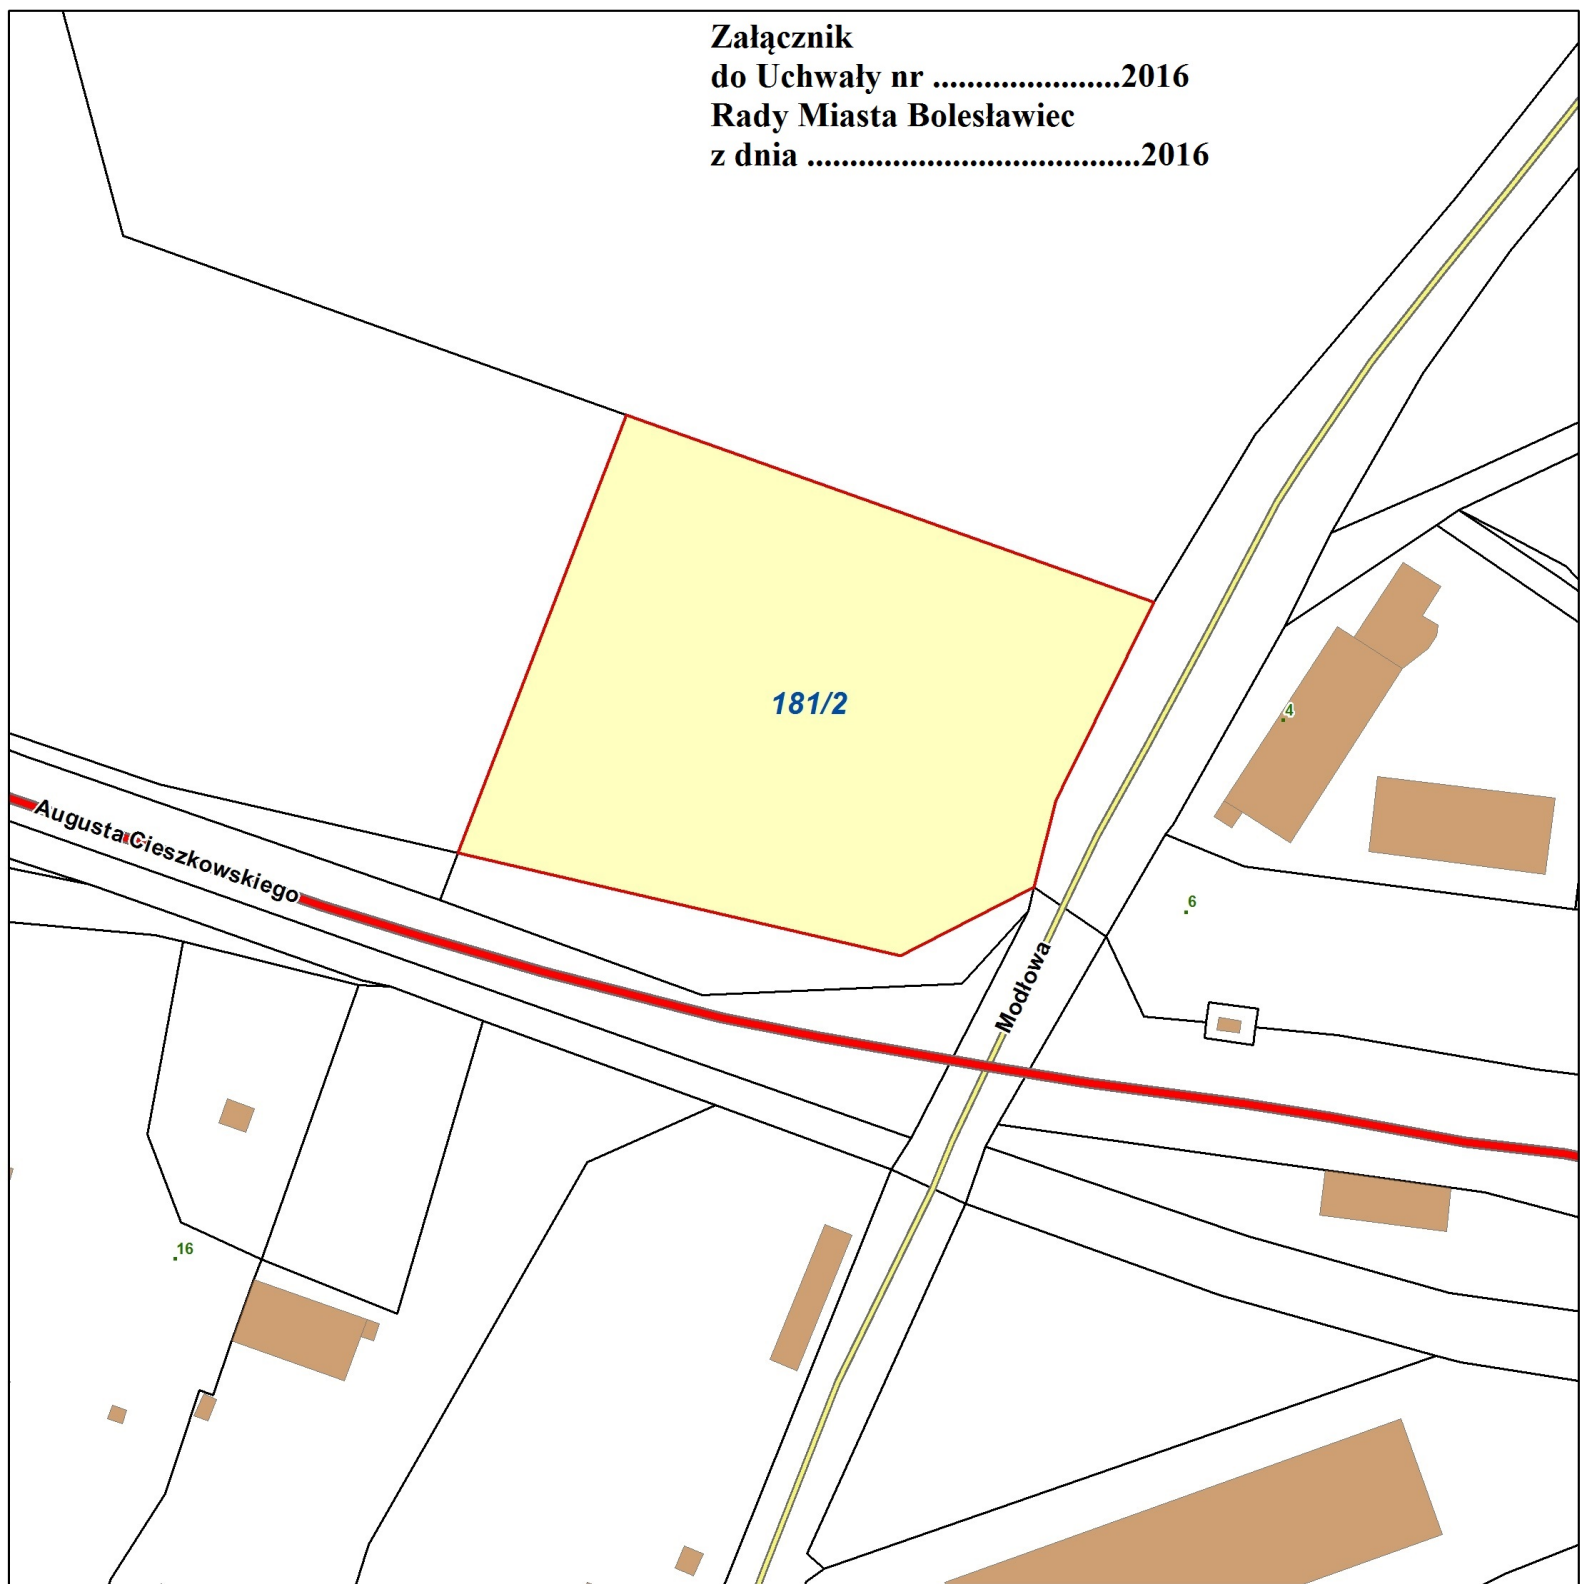 Załącznik
do Uchwały nr ......................2016
Rady Miasta Bolesławiec
z dnia .......................................2016
181/2
4
Augusta Cieszkowskiego
6
Modłowa
16